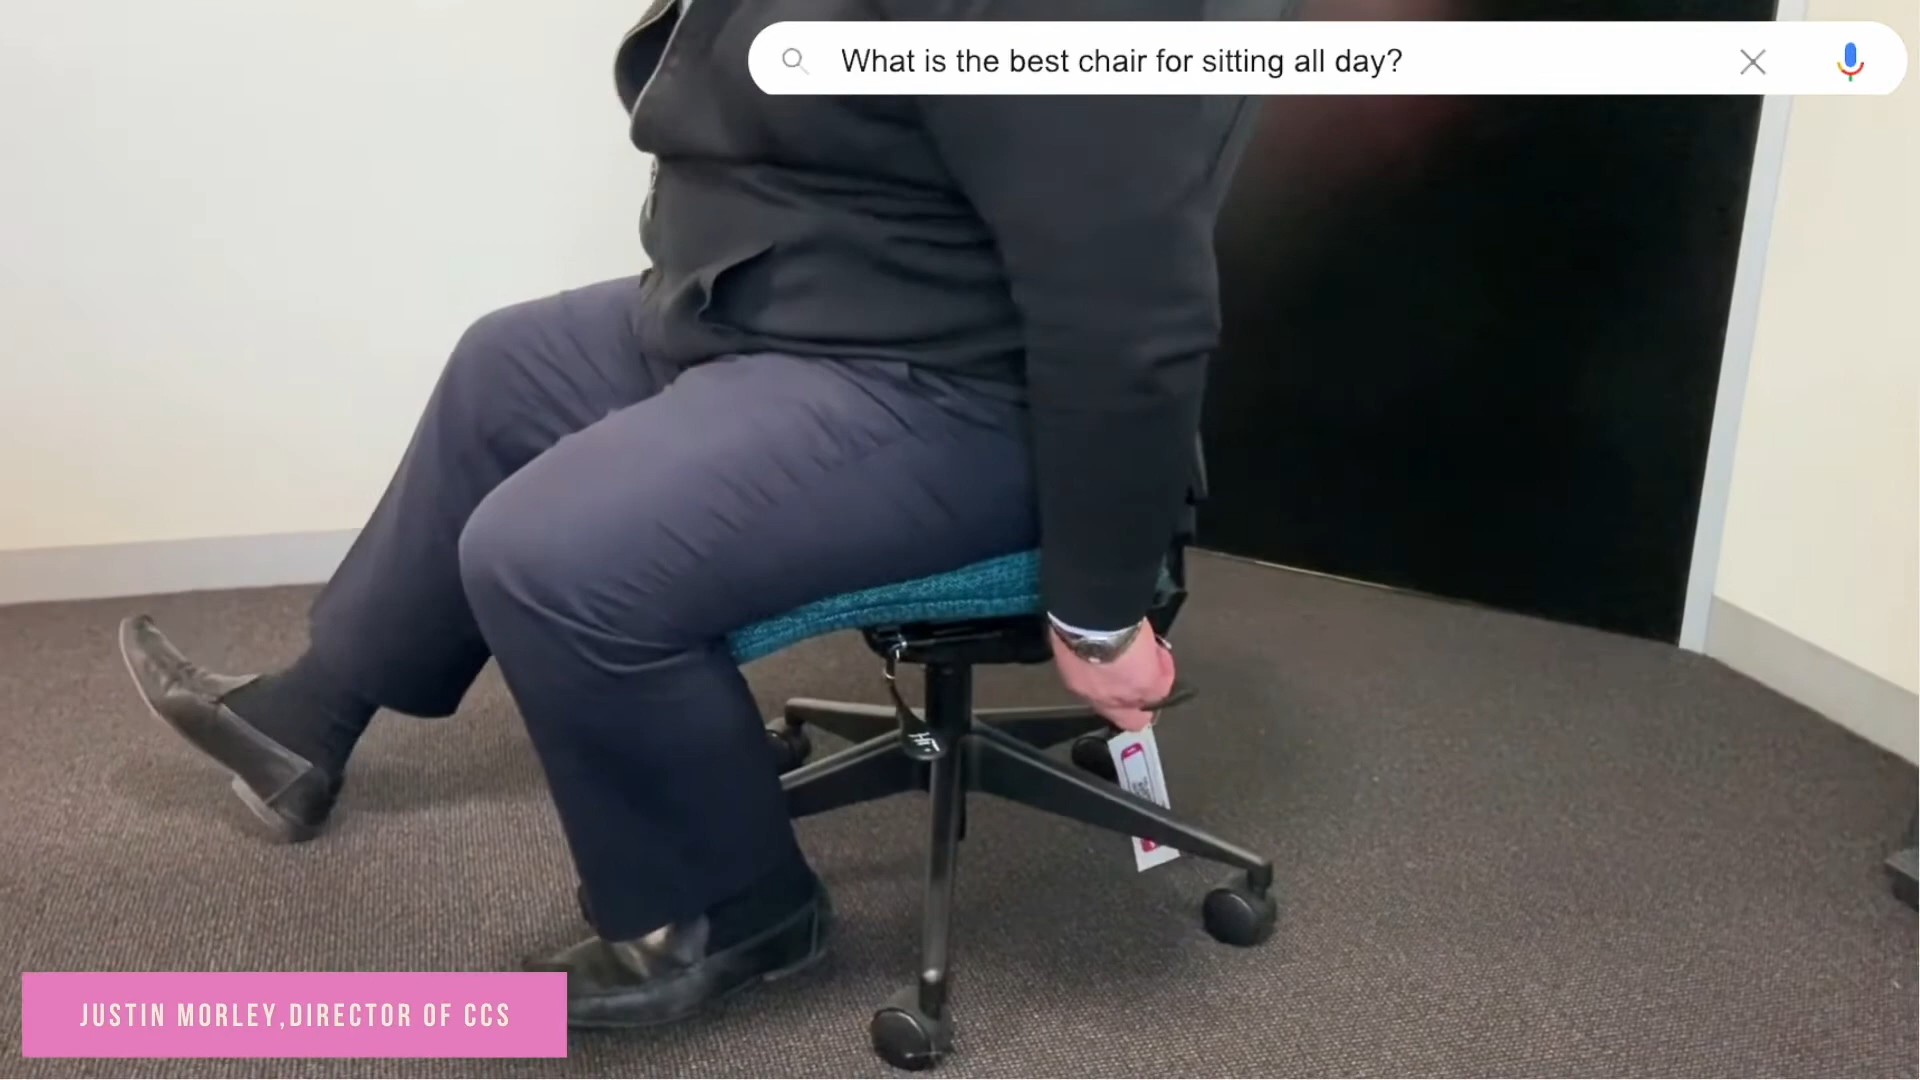 What is the best chair for sitting all day?
JUSTIN MORLEY,DIRECTOR OF CCS